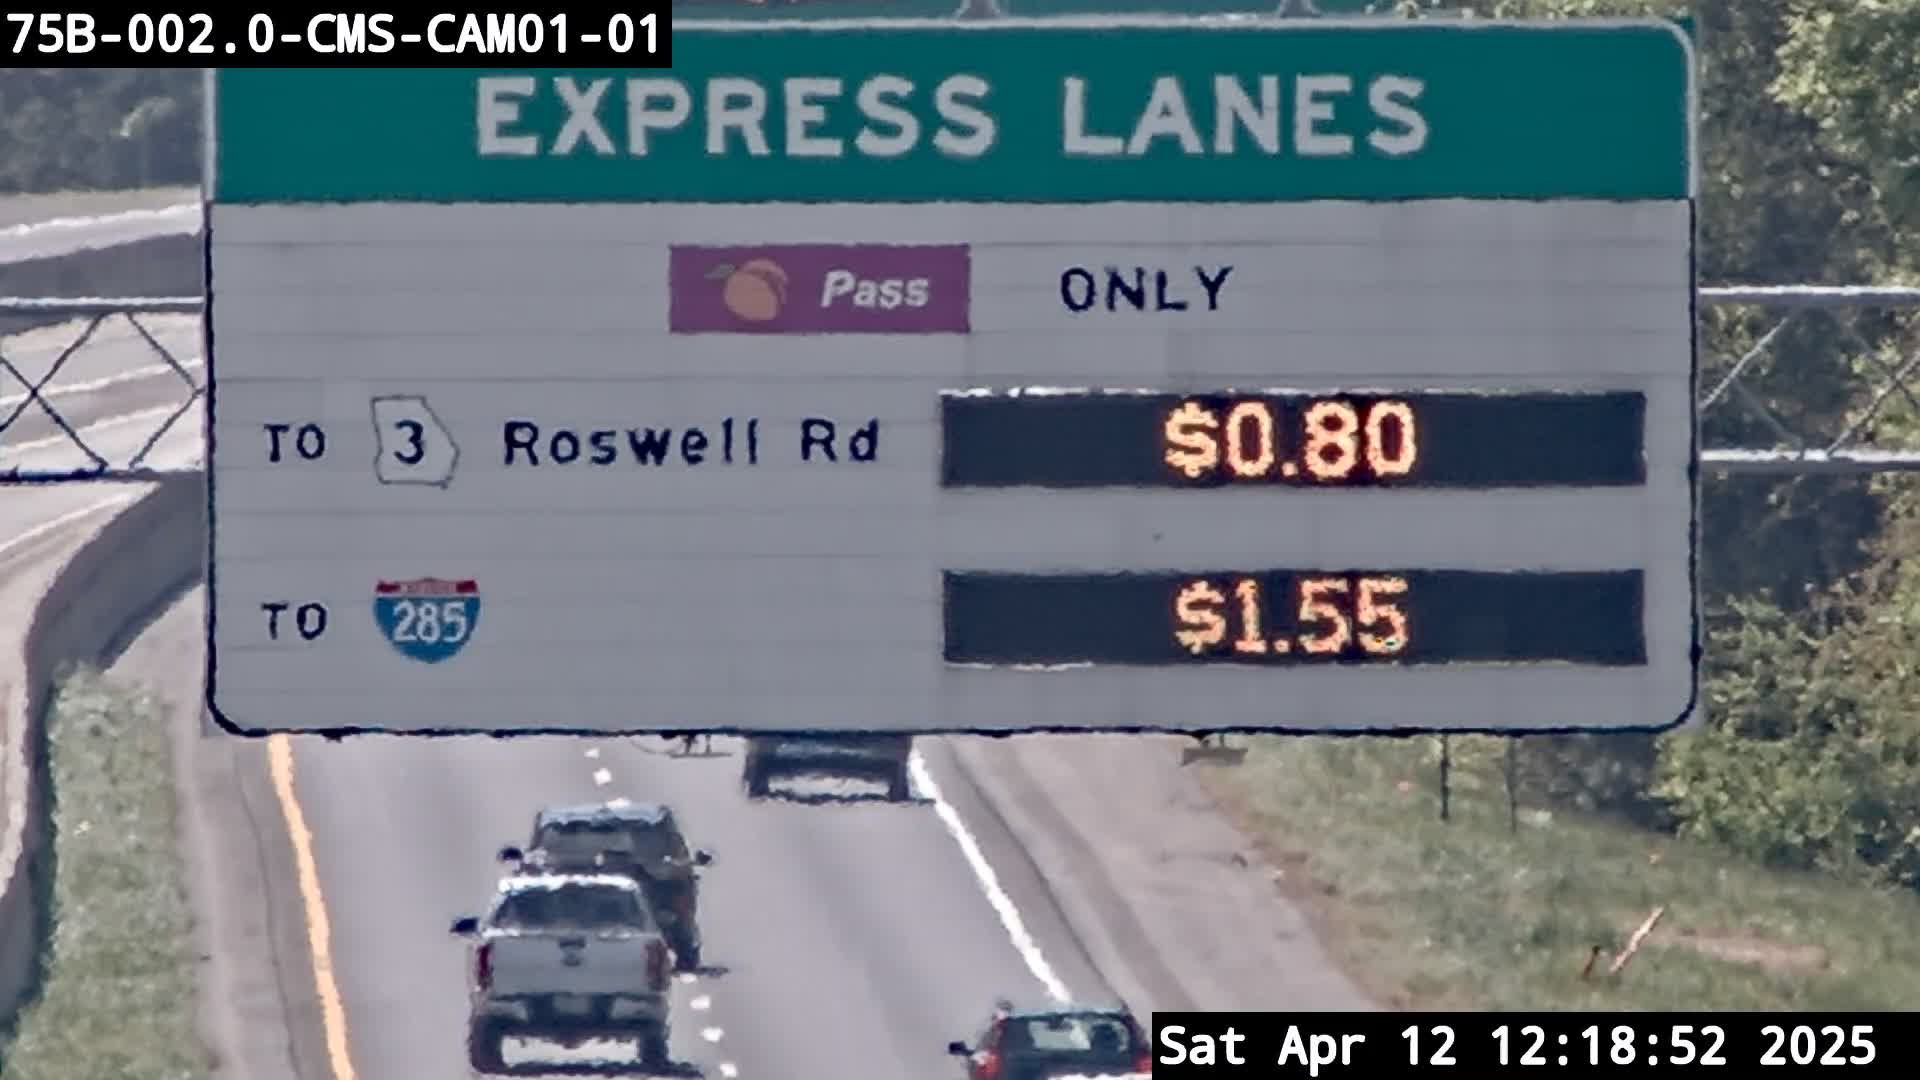 75B-002.0-CMS-CAM01-01
EXPRESS LANES
Pass ONLY
TO 3 Roswell Rd $0.80
TO 285 $1.55
Sat Apr 12 12:18:52 2025